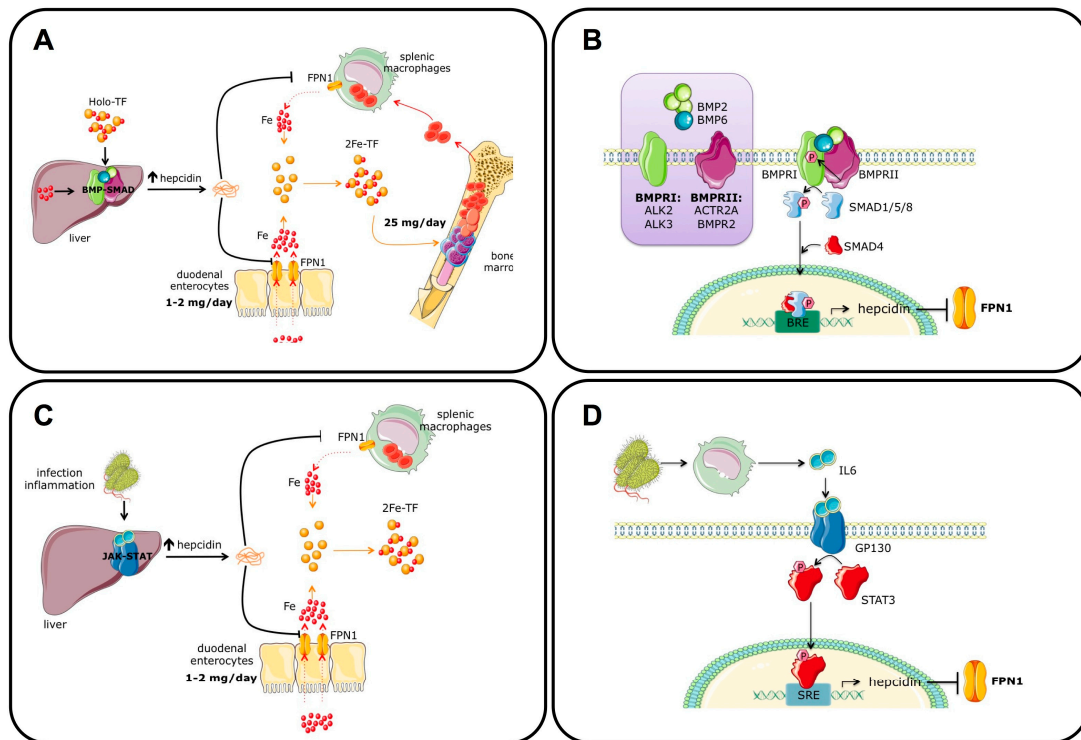 A
splenic
macrophages
FPN1
Holo-TF
Fe
2Fe-TF
hepcidin
BMP-SMAD
25 mg/day
liver
Fe
bone
marro
FPN1
duodenal
enterocytes
1-2 mg/day
B
BMP2
BMP6
P
BMPRI
BMPRII
BMPRI:
BMPRII:
ALK2
ACTR2A
ALK3
BMPR2
P
SMAD1/5/8
SMAD4
P
hepcidin
FPN1
BRE
C
splenic
macrophages
FPN1
infection
inflammation
Fe
2Fe-TF
hepcidin
JAK-STAT
liver
Fe
FPN1
duodenal
enterocytes
1-2 mg/day
D
IL6
GP130
P
STAT3
P
hepcidin
FPN1
SRE